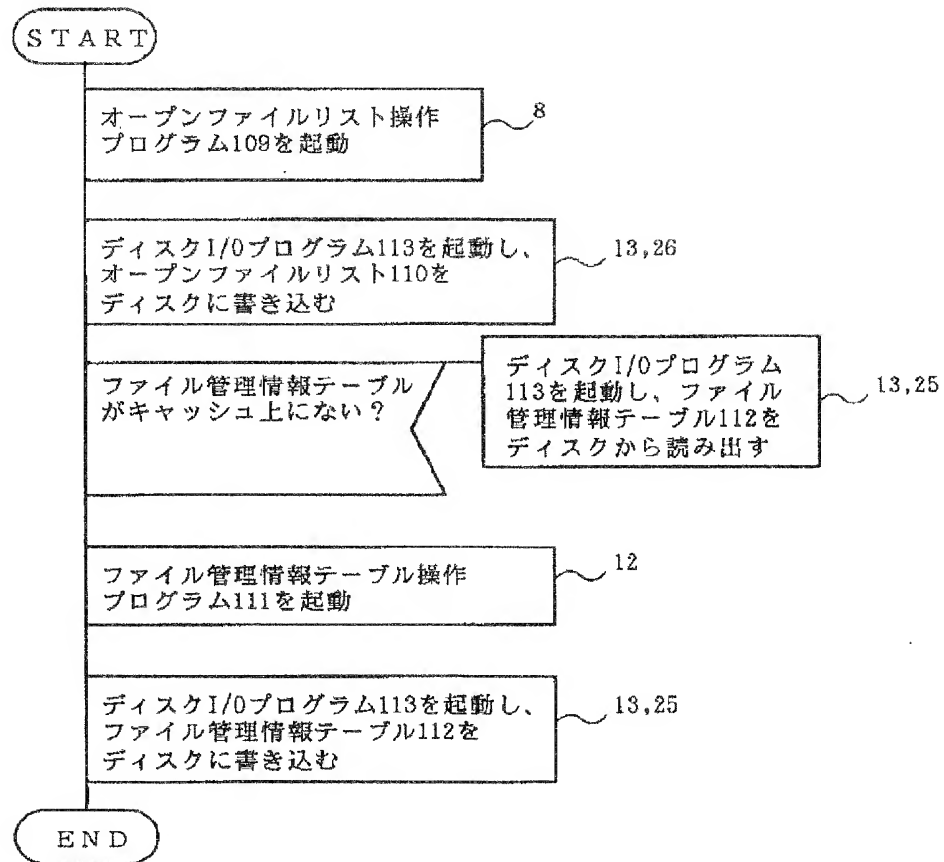 START
オープンファイルリスト操作
プログラム109を起動
8
ディスクI/Oプログラム113を起動し、
オープンファイルリスト110を
ディスクに書き込む
13,26
ファイル管理情報テーブル
がキャッシュ上にない？
ディスクI/Oプログラム
113を起動し、ファイル
管理情報テーブル112を
ディスクから読み出す
13,25
ファイル管理情報テーブル操作
プログラム111を起動
12
ディスクI/Oプログラム113を起動し、
ファイル管理情報テーブル112を
ディスクに書き込む
13,25
END